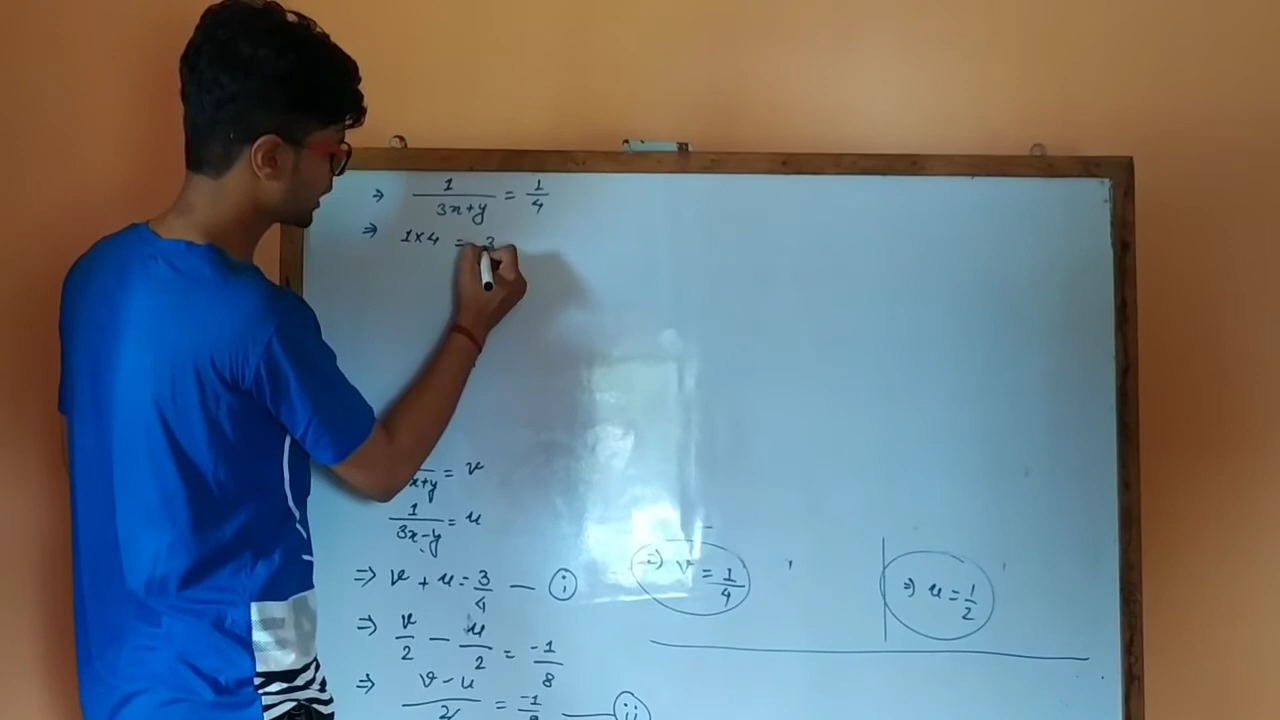 ⇒ 1/(3x+y) = 1/4
⇒ 1×4 = 3
x+y = v
1/(3x-y) = u
⇒ v + u = 3/4 — (i)
⇒ v/2 — u/2 = -1/8
⇒ (v-u)/2 = -1/8 — (ii)
⇒ v = 1/4
⇒ u = 1/2